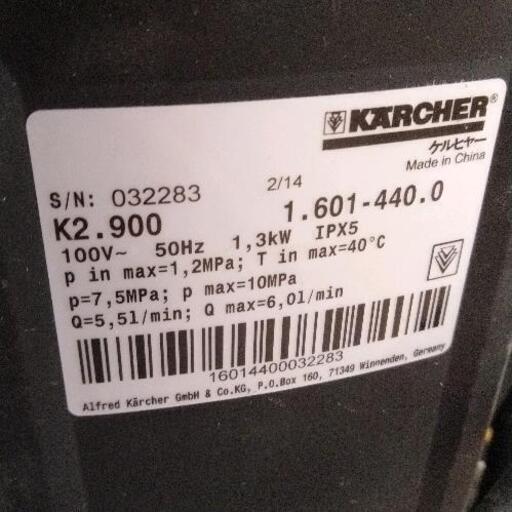 KÄRCHER®
ケルヒャー
Made in China
S/N: 032283 2/14
K2.900 1.601-440.0
100V~ 50Hz 1,3kW IPX5
p in max=1,2MPa; T in max=40°C
p=7,5MPa; p max=10MPa
Q=5,5l/min; Q max=6,0l/min
16014400032283
Alfred Kärcher GmbH & Co.KG, P.O.Box 160, 71349 Winnenden, Germany